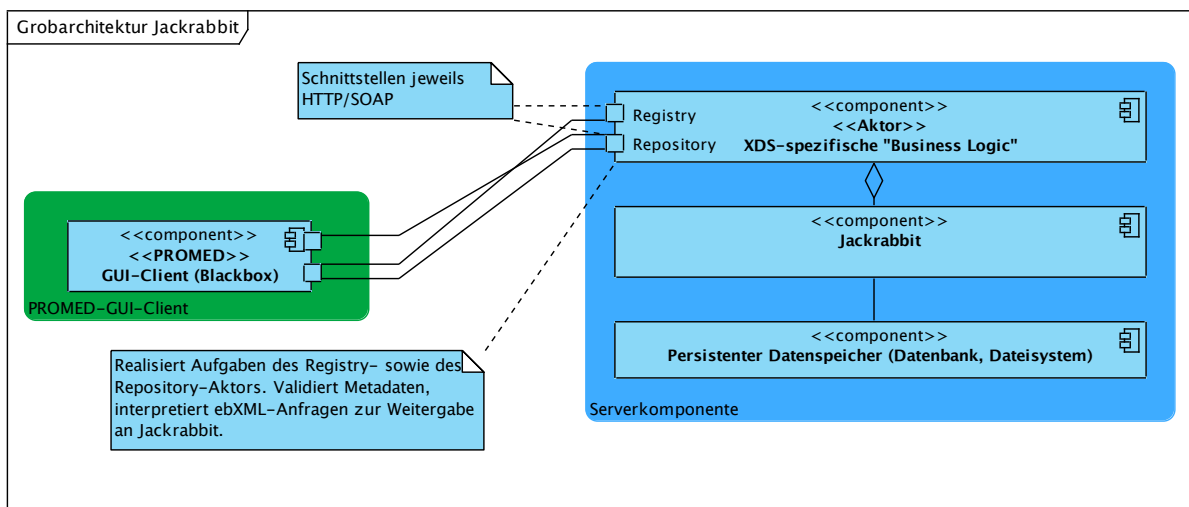 Grobarchitektur Jackrabbit
Schnittstellen jeweils
HTTP/SOAP
<<component>>
<<Aktor>>
XDS-spezifische "Business Logic"
Registry
Repository
<<component>>
Jackrabbit
<<component>>
<<PROMED>>
GUI-Client (Blackbox)
PROMED-GUI-Client
<<component>>
Persistenter Datenspeicher (Datenbank, Dateisystem)
Serverkomponente
Realisiert Aufgaben des Registry- sowie des
Repository-Aktors. Validiert Metadaten,
interpretiert ebXML-Anfragen zur Weitergabe
an Jackrabbit.